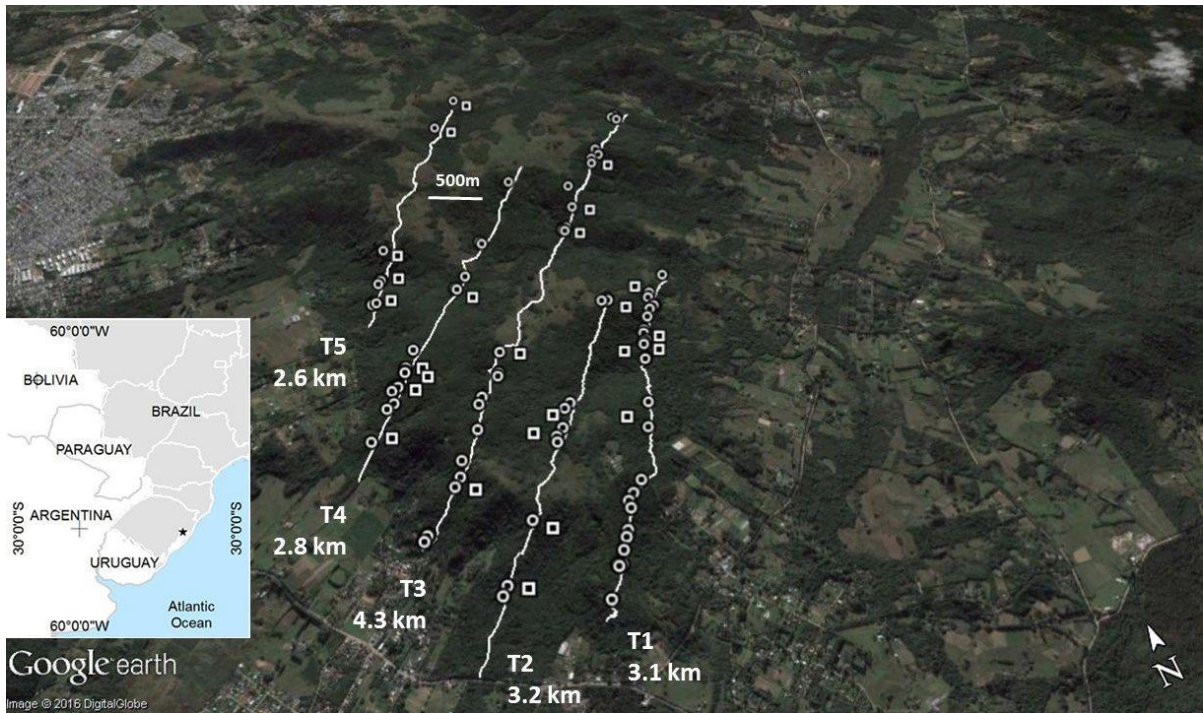 500m
T5
2.6 km
T4
2.8 km
T3
4.3 km
T2
3.2 km
T1
3.1 km
60°0'0"W
BOLIVIA
BRAZIL
PARAGUAY
ARGENTINA
URUGUAY
30°0'0"S
30°0'0"S
Atlantic
Ocean
60°0'0"W
N
Google earth
Image © 2016 DigitalGlobe